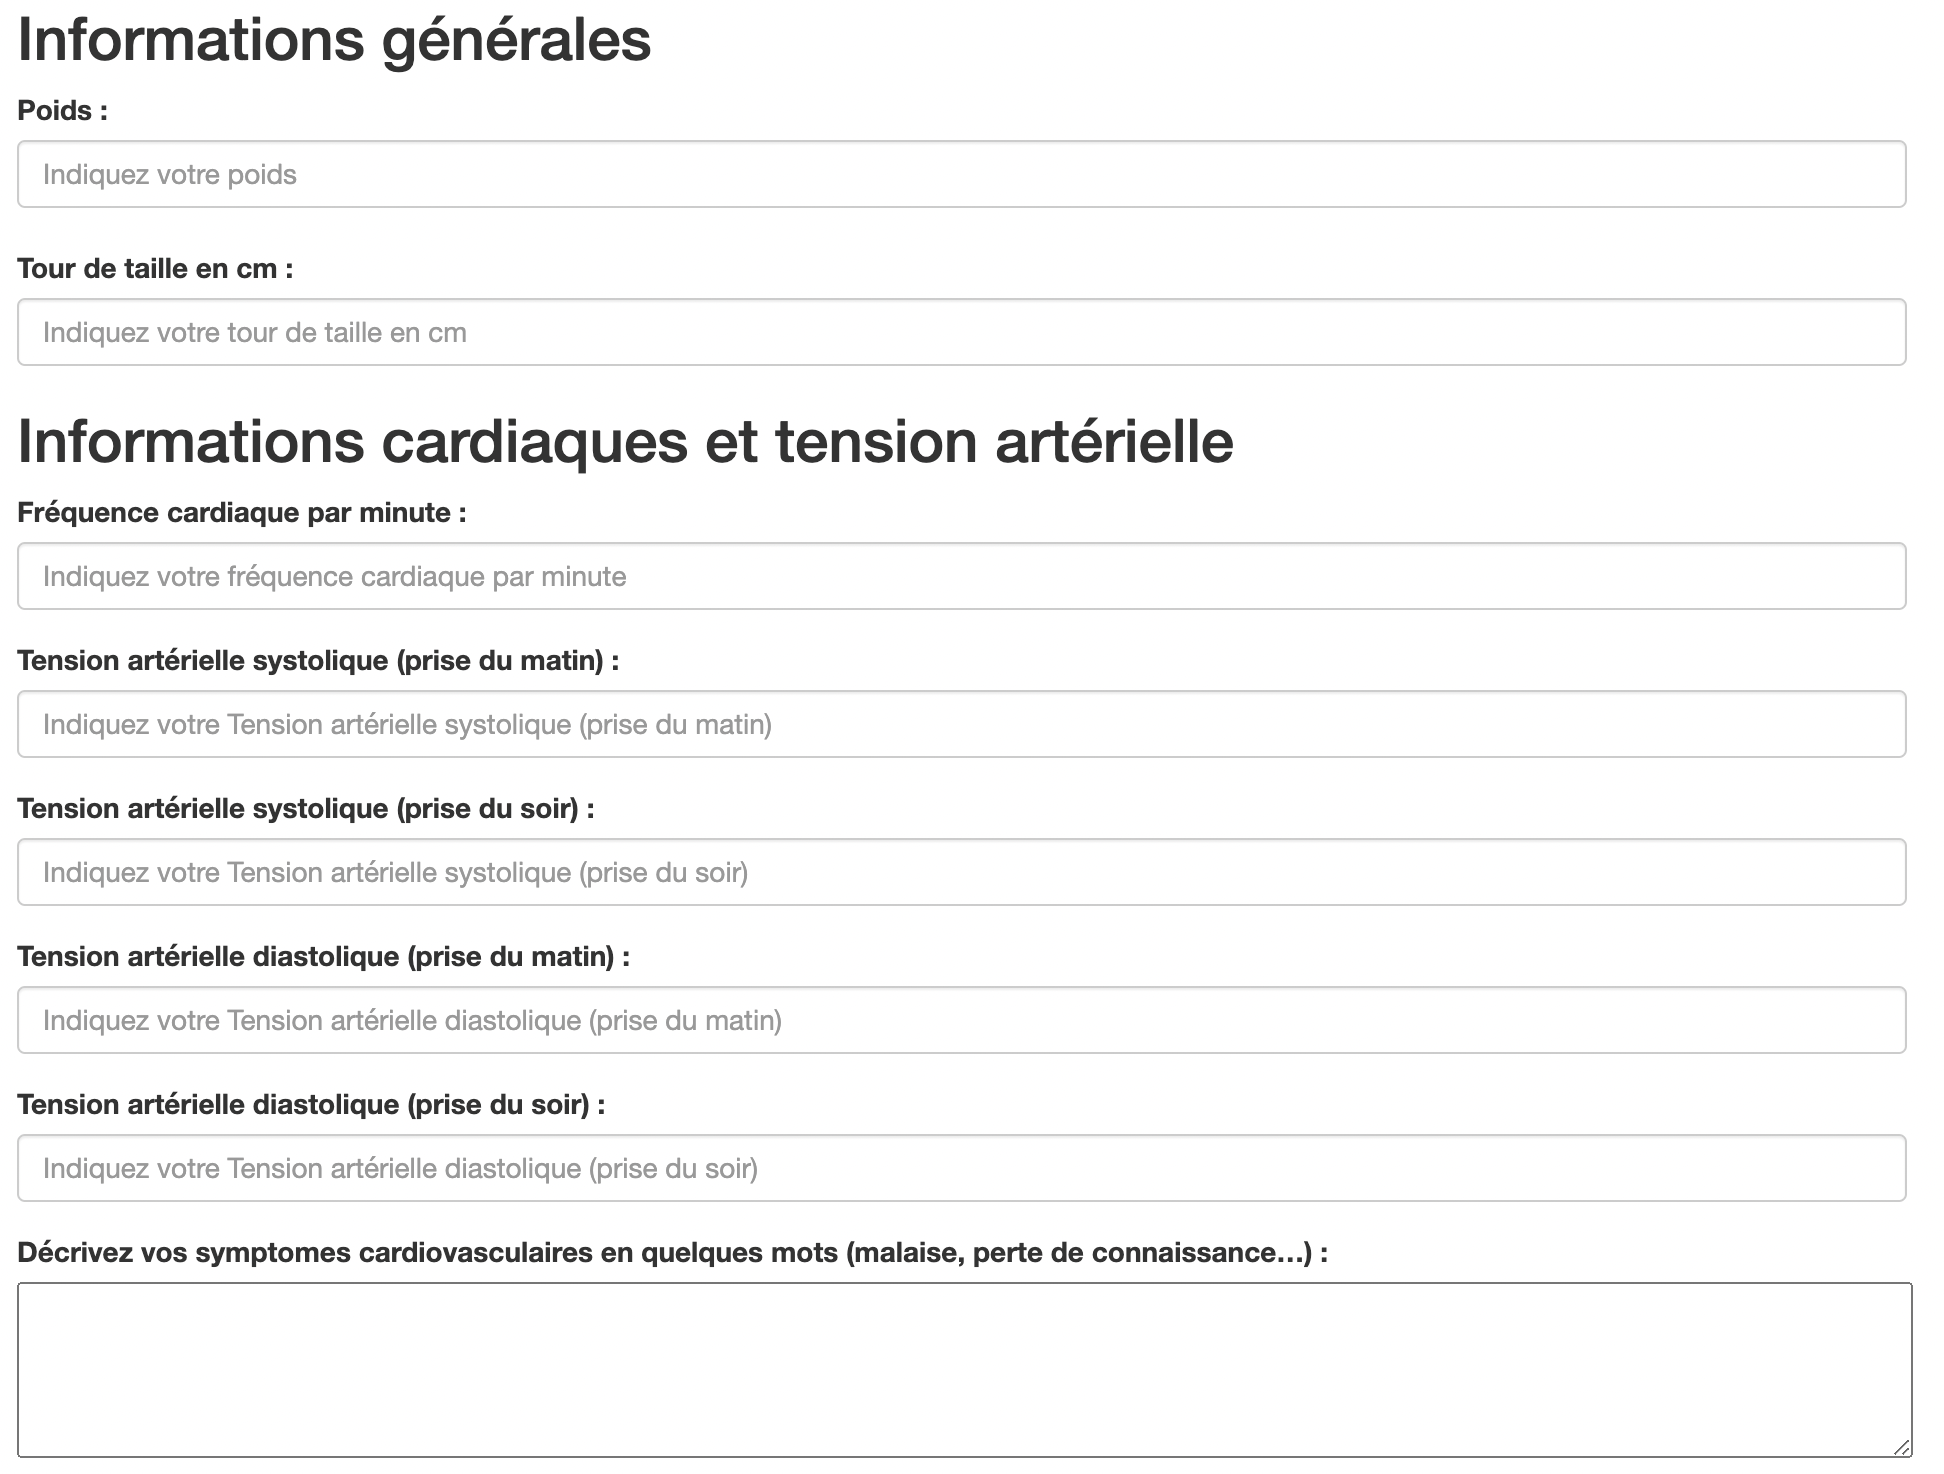 Informations générales
Poids :
Indiquez votre poids
Tour de taille en cm :
Indiquez votre tour de taille en cm
Informations cardiaques et tension artérielle
Fréquence cardiaque par minute :
Indiquez votre fréquence cardiaque par minute
Tension artérielle systolique (prise du matin) :
Indiquez votre Tension artérielle systolique (prise du matin)
Tension artérielle systolique (prise du soir) :
Indiquez votre Tension artérielle systolique (prise du soir)
Tension artérielle diastolique (prise du matin) :
Indiquez votre Tension artérielle diastolique (prise du matin)
Tension artérielle diastolique (prise du soir) :
Indiquez votre Tension artérielle diastolique (prise du soir)
Décrivez vos symptomes cardiovasculaires en quelques mots (malaise, perte de connaissance…) :